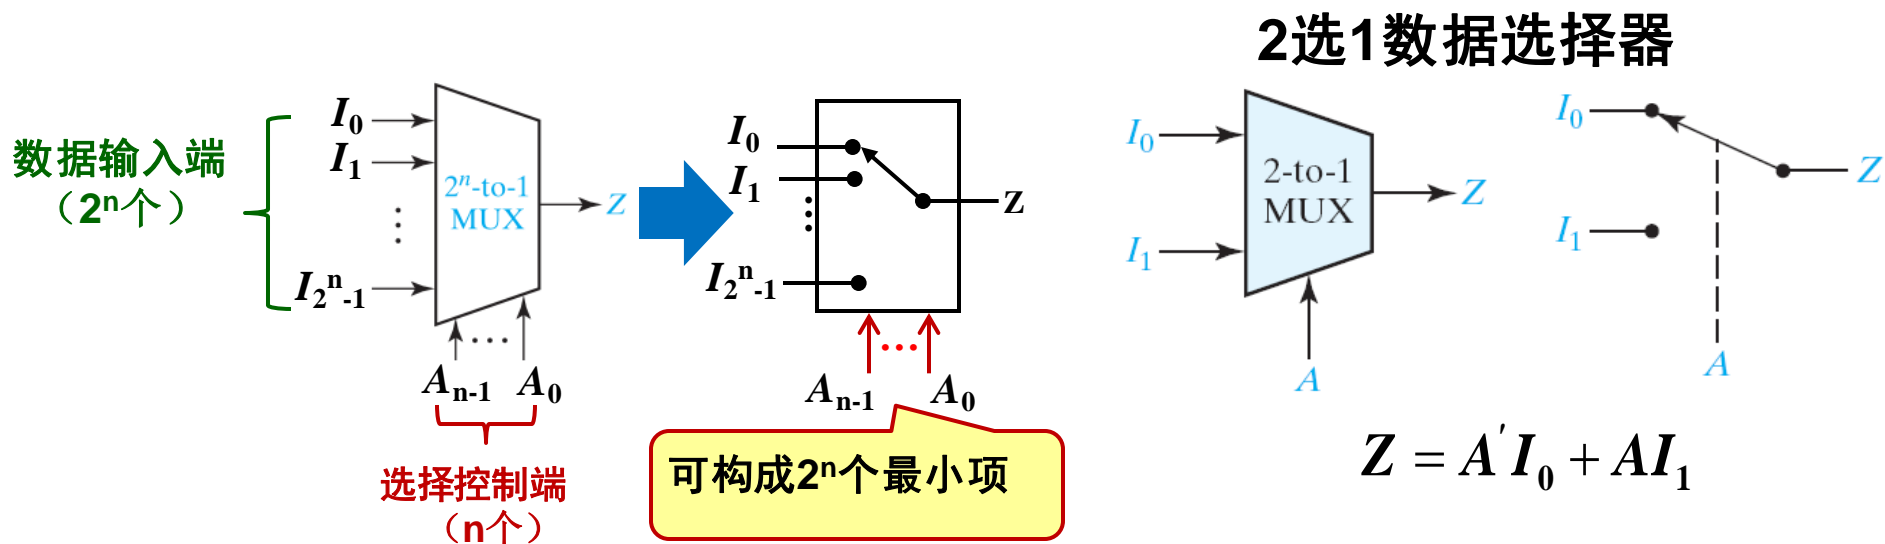 2选1数据选择器
数据输入端
（2ⁿ个）
I₀
I₁
⋮
I₂ⁿ₋₁
2ⁿ-to-1
MUX
Z
Aₙ₋₁
…
A₀
选择控制端
（n个）
I₀
I₁
⋮
I₂ⁿ₋₁
Z
…
Aₙ₋₁
A₀
可构成2ⁿ个最小项
I₀
I₁
2-to-1
MUX
Z
A
I₀
I₁
Z
A
Z = A′I₀ + AI₁